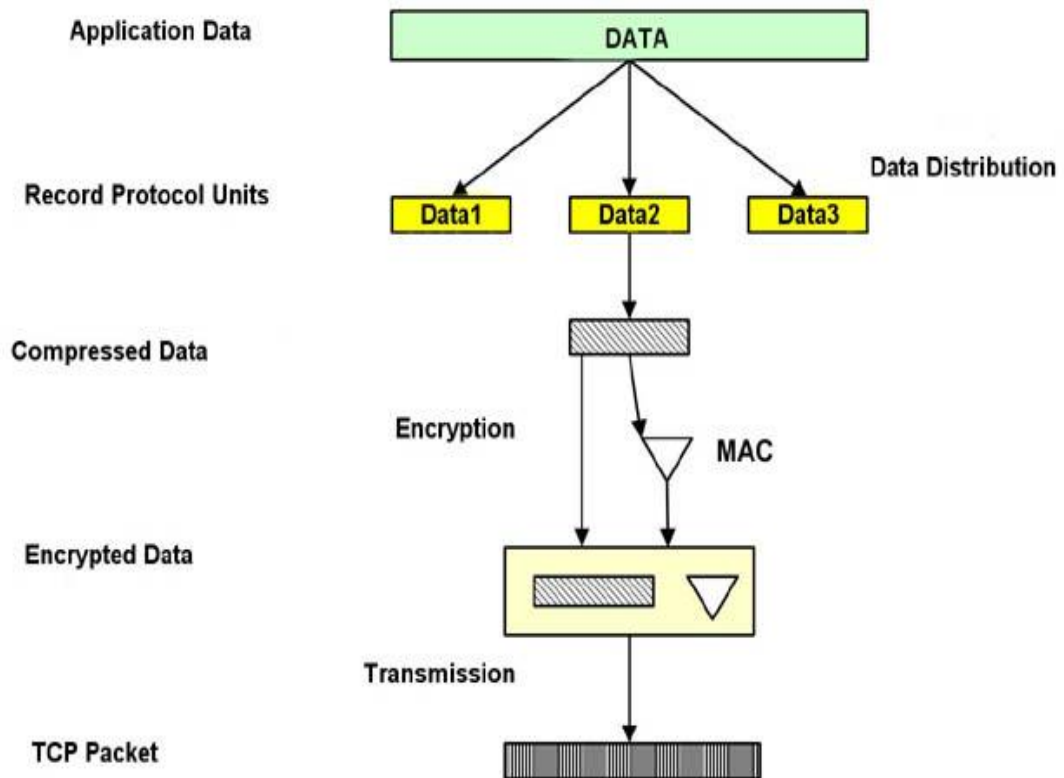 Application Data
DATA
Data Distribution
Record Protocol Units
Data1
Data2
Data3
Compressed Data
Encryption
MAC
Encrypted Data
Transmission
TCP Packet